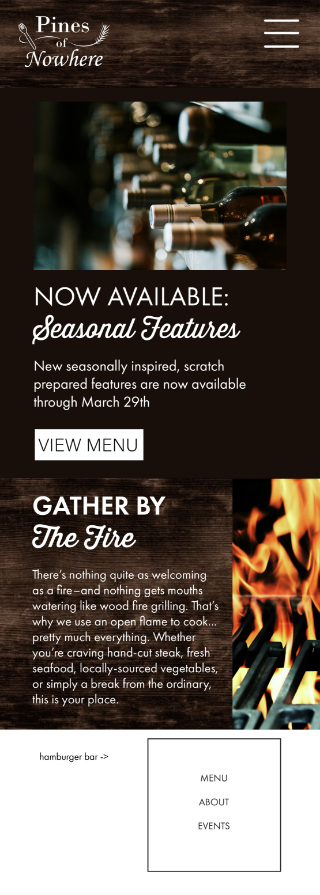 Pines
of
Nowhere
NOW AVAILABLE:
Seasonal Features
New seasonally inspired, scratch
prepared features are now available
through March 29th
VIEW MENU
GATHER BY
The Fire
There's nothing quite as welcoming
as a fire–and nothing gets mouths
watering like wood fire grilling. That's
why we use an open flame to cook...
pretty much everything. Whether
you're craving hand-cut steak, fresh
seafood, locally-sourced vegetables,
or simply a break from the ordinary,
this is your place.
hamburger bar ->
MENU
ABOUT
EVENTS